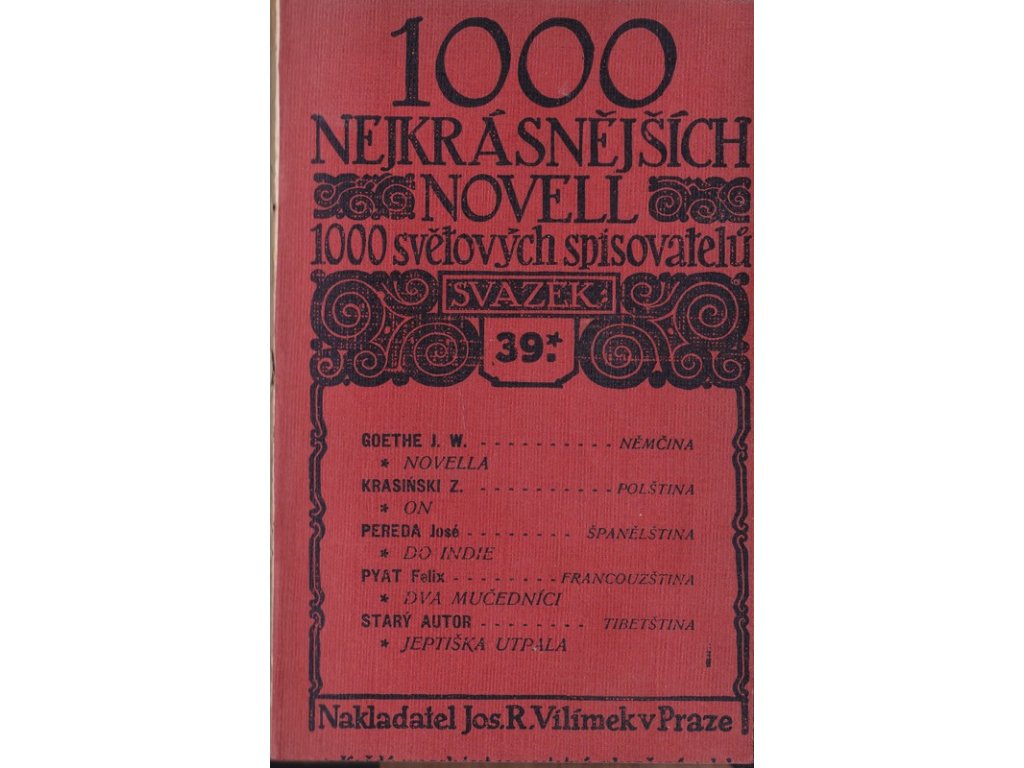 1000
NEJKRÁSNĚJŠÍCH
NOVELL
1000 světových spisovatelů
SVAZEK:
39.*
GOETHE J. W. - - - - - - - - - - NĚMČINA
* NOVELLA
KRASIŃSKI Z. - - - - - - - - - - POLŠTINA
* ON
PEREDA José - - - - - - - - ŠPANĚLŠTINA
* DO INDIE
PYAT Felix - - - - - - - - FRANCOUZŠTINA
* DVA MUČEDNÍCI
STARÝ AUTOR - - - - - - - - TIBETŠTINA
* JEPTIŠKA UTPALA
Nakladatel Jos. R. Vilímek v Praze